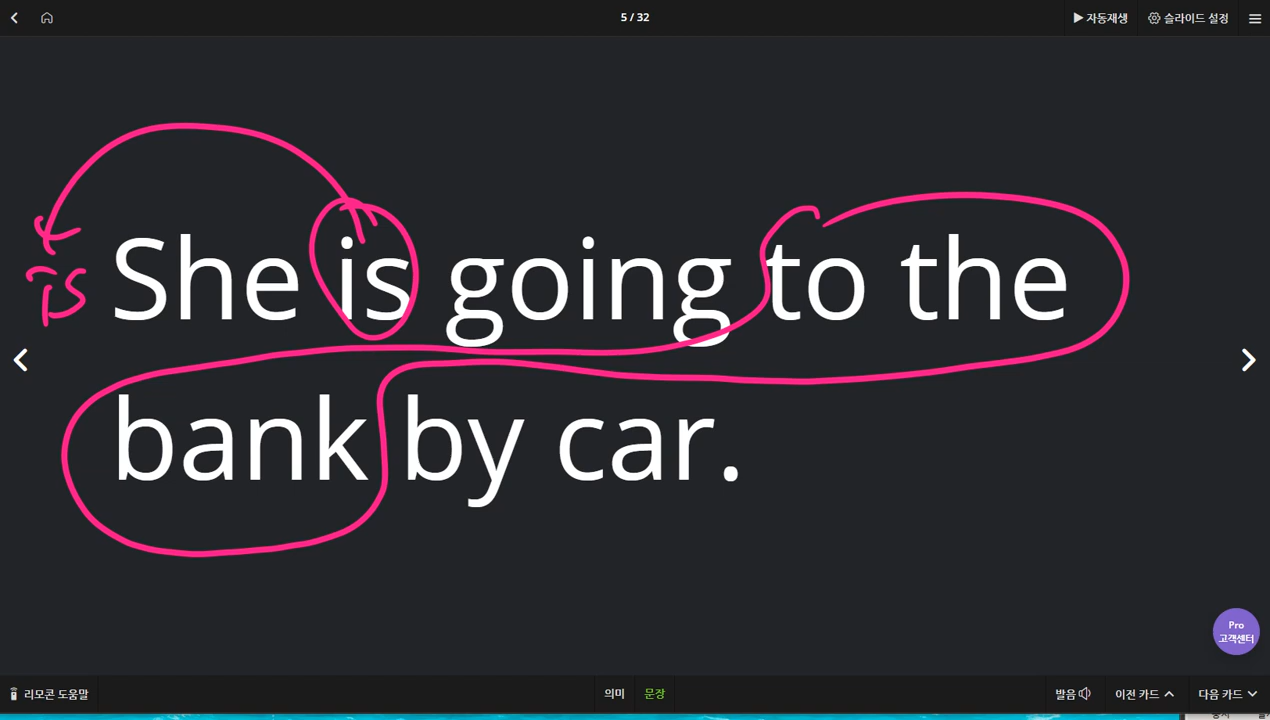 5 / 32
자동재생
슬라이드 설정
She is going to the
is
bank by car.
Pro
고객센터
리모콘 도움말
의미
문장
발음
이전 카드
다음 카드